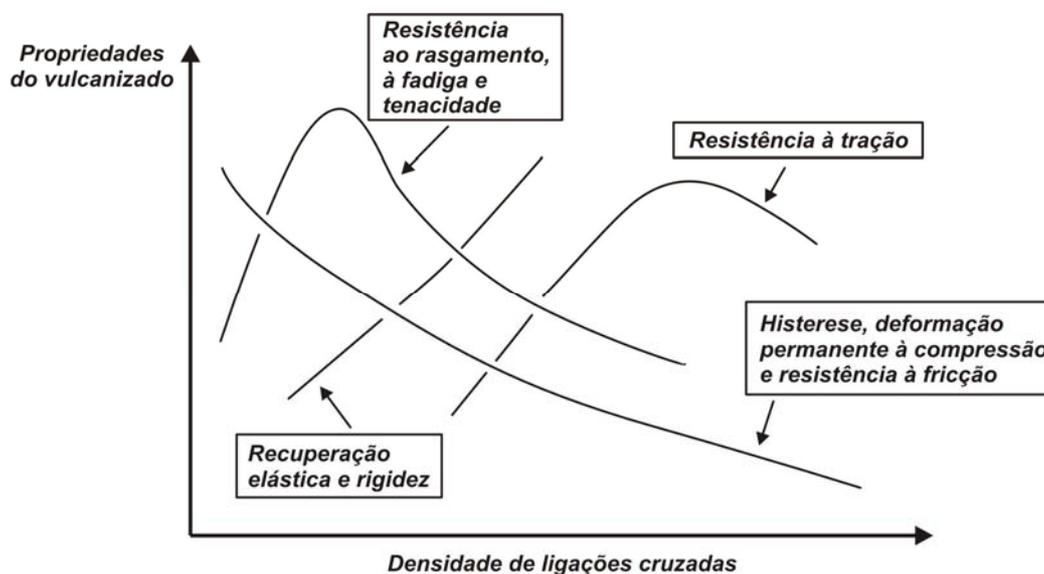 Propriedades
do vulcanizado
Resistência
ao rasgamento,
à fadiga e
tenacidade
Resistência à tração
Histerese, deformação
permanente à compressão
e resistência à fricção
Recuperação
elástica e rigidez
Densidade de ligações cruzadas